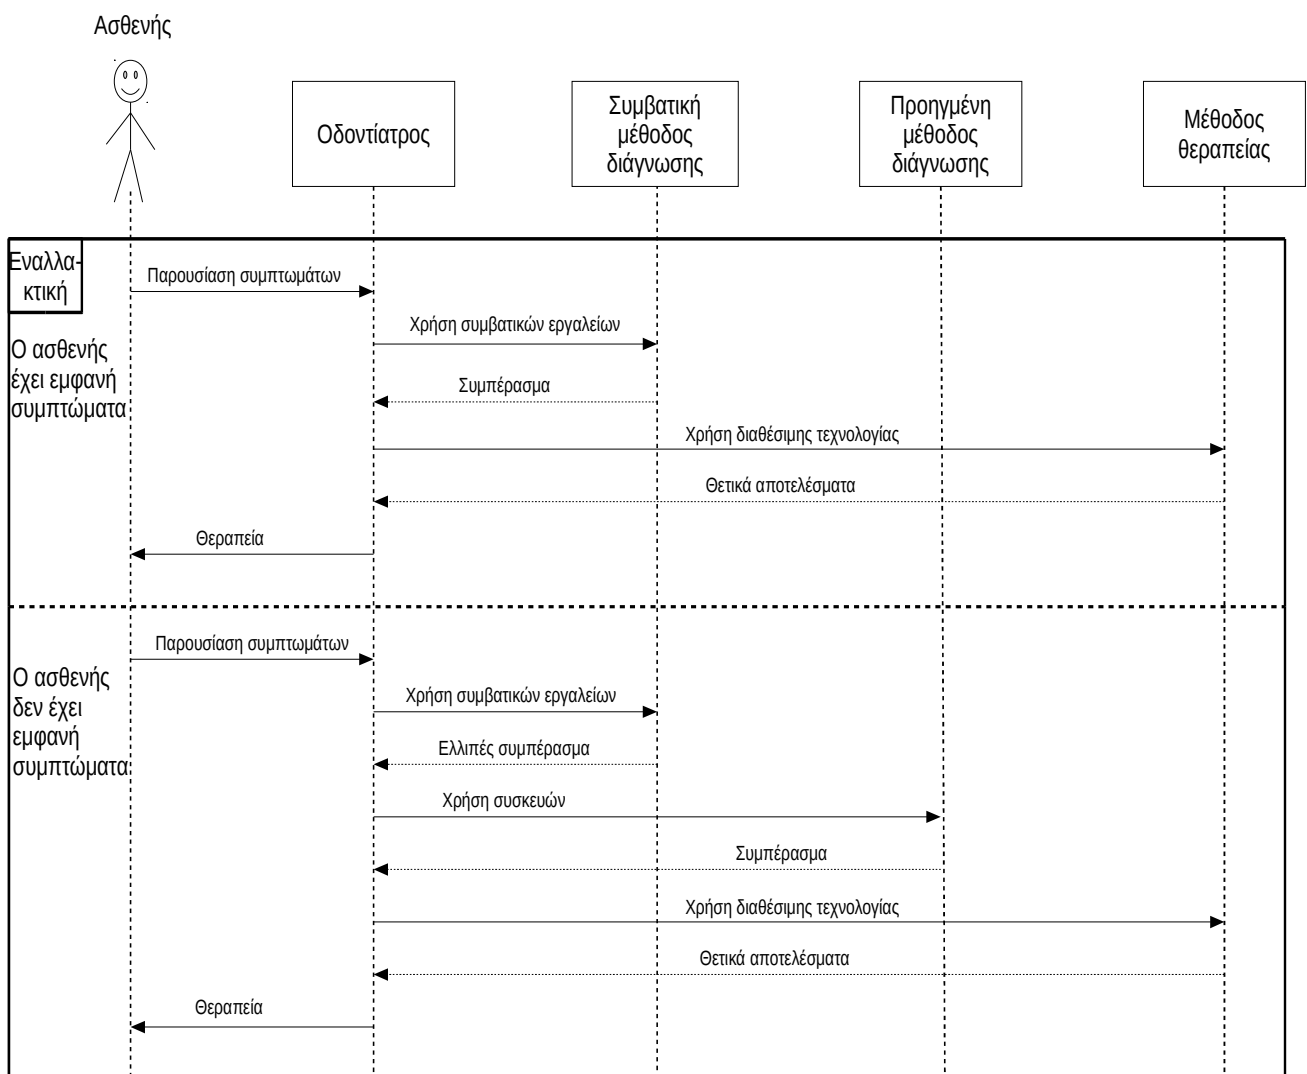 Ασθενής
Οδοντίατρος
Συμβατική
μέθοδος
διάγνωσης
Προηγμένη
μέθοδος
διάγνωσης
Μέθοδος
θεραπείας
Εναλλα-
κτική
Παρουσίαση συμπτωμάτων
Χρήση συμβατικών εργαλείων
Ο ασθενής
έχει εμφανή
συμπτώματα
Συμπέρασμα
Χρήση διαθέσιμης τεχνολογίας
Θετικά αποτελέσματα
Θεραπεία
Παρουσίαση συμπτωμάτων
Ο ασθενής
δεν έχει
εμφανή
συμπτώματα
Χρήση συμβατικών εργαλείων
Ελλιπές συμπέρασμα
Χρήση συσκευών
Συμπέρασμα
Χρήση διαθέσιμης τεχνολογίας
Θετικά αποτελέσματα
Θεραπεία